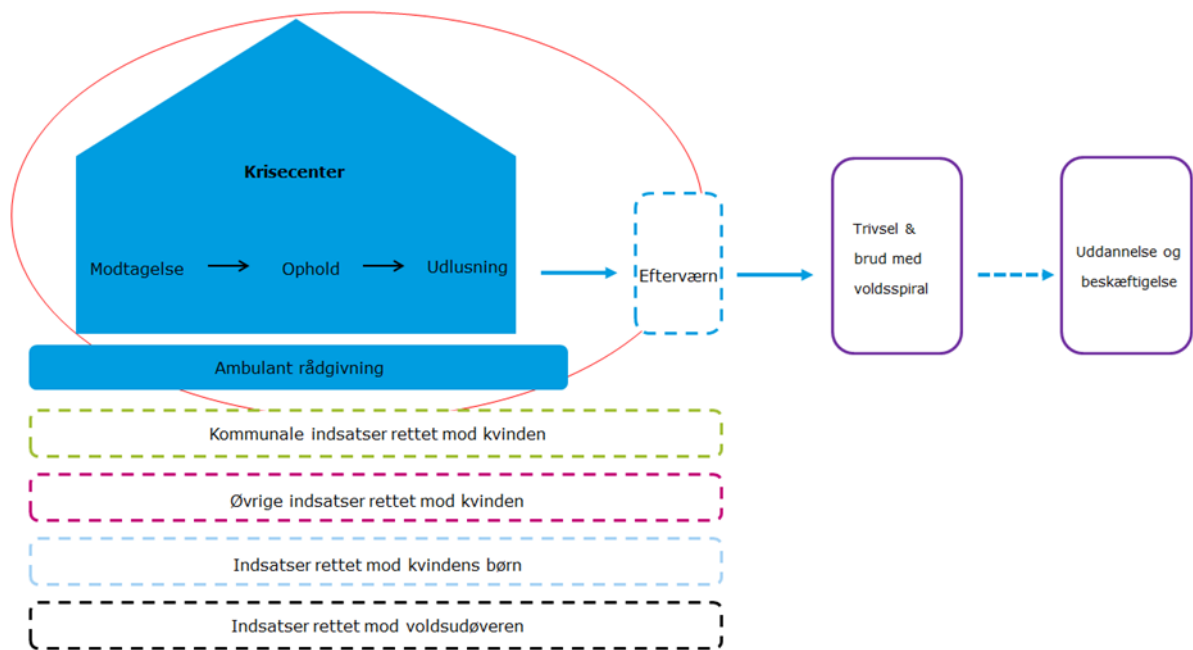 Krisecenter
Modtagelse
Ophold
Udlusning
Efterværn
Trivsel &
brud med
voldsspiral
Uddannelse og
beskæftigelse
Ambulant rådgivning
Kommunale indsatser rettet mod kvinden
Øvrige indsatser rettet mod kvinden
Indsatser rettet mod kvindens børn
Indsatser rettet mod voldsudøveren